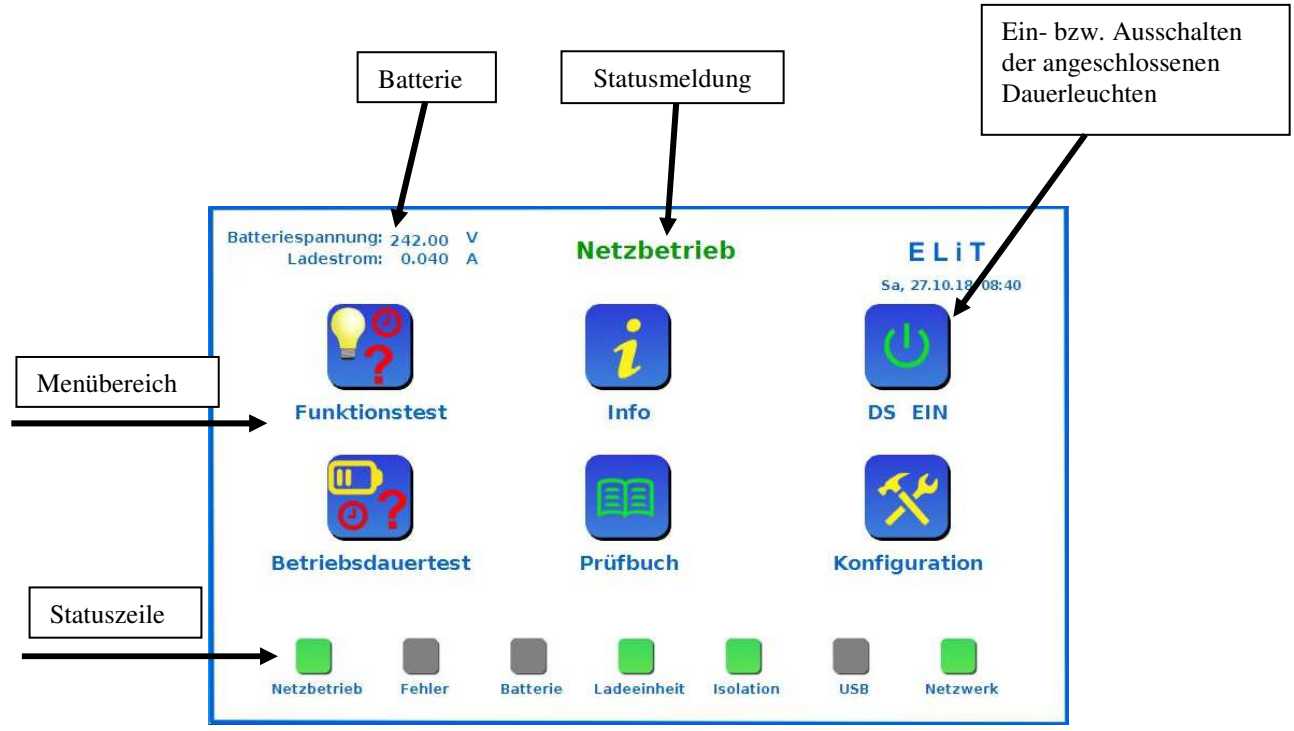 Ein- bzw. Ausschalten
der angeschlossenen
Dauerleuchten
Batterie
Statusmeldung
Batteriespannung: 242.00 V
Ladestrom: 0.040 A
Netzbetrieb
ELiT
Sa, 27.10.18 08:40
Menübereich
Funktionstest
Info
DS EIN
Betriebsdauertest
Prüfbuch
Konfiguration
Statuszeile
Netzbetrieb
Fehler
Batterie
Ladeeinheit
Isolation
USB
Netzwerk